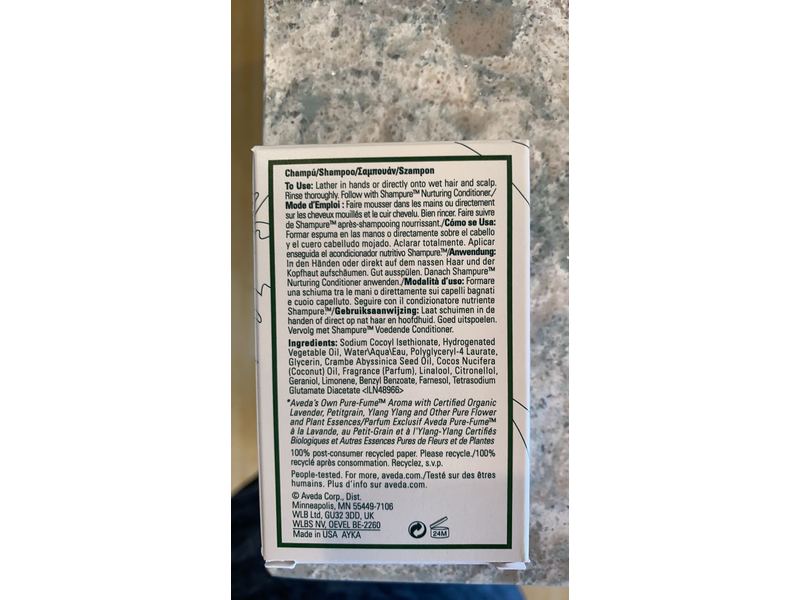 Champú/Shampoo/Σαμπουάν/Szampon
To Use: Lather in hands or directly onto wet hair and scalp.
Rinse thoroughly. Follow with Shampure™ Nurturing Conditioner./
Mode d'Emploi : Faire mousser dans les mains ou directement
sur les cheveux mouillés et le cuir chevelu. Bien rincer. Faire suivre
de Shampure™ après-shampooing nourrissant./Cómo se Usa:
Formar espuma en las manos o directamente sobre el cabello
y el cuero cabelludo mojado. Aclarar totalmente. Aplicar
enseguida el acondicionador nutritivo Shampure.™/Anwendung:
In den Händen oder direkt auf dem nassen Haar und der
Kopfhaut aufschäumen. Gut ausspülen. Danach Shampure™
Nurturing Conditioner anwenden./Modalità d'uso: Formare
una schiuma tra le mani o direttamente sui capelli bagnati
e cuoio capelluto. Seguire con il condizionatore nutriente
Shampure.™/Gebruiksaanwijzing: Laat schuimen in de
handen of direct op nat haar en hoofdhuid. Goed uitspoelen.
Vervolg met Shampure™ Voedende Conditioner.
Ingredients: Sodium Cocoyl Isethionate, Hydrogenated
Vegetable Oil, Water\Aqua\Eau, Polyglyceryl-4 Laurate,
Glycerin, Crambe Abyssinica Seed Oil, Cocos Nucifera
(Coconut) Oil, Fragrance (Parfum), Linalool, Citronellol,
Geraniol, Limonene, Benzyl Benzoate, Farnesol, Tetrasodium
Glutamate Diacetate <ILN48966>
*Aveda's Own Pure-Fume™ Aroma with Certified Organic
Lavender, Petitgrain, Ylang Ylang and Other Pure Flower
and Plant Essences/Parfum Exclusif Aveda Pure-Fume™
à la Lavande, au Petit-Grain et à l'Ylang-Ylang Certifiés
Biologiques et Autres Essences Pures de Fleurs et de Plantes
100% post-consumer recycled paper. Please recycle./100%
recyclé après consommation. Recyclez, s.v.p.
People-tested. For more, aveda.com./Testé sur des êtres
humains. Plus d'info sur aveda.com.
© Aveda Corp., Dist.
Minneapolis, MN 55449-7106
WLB Ltd, GU32 3DD, UK
WLBS NV, OEVEL BE-2260
Made in USA AYKA
24M